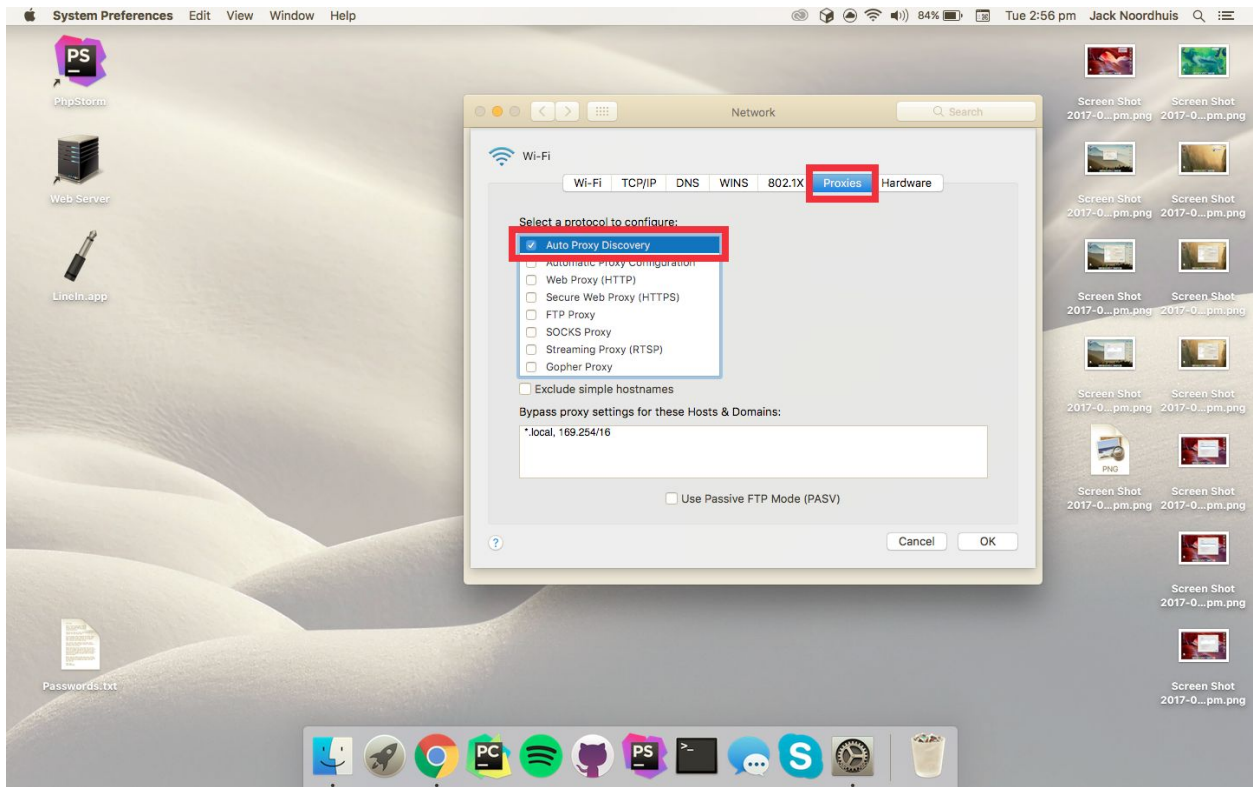 System Preferences Edit View Window Help 84% Tue 2:56 pm Jack Noordhuis
PS
PhpStorm
Web Server
LineIn.app
Passwords.txt
Network
Search
Wi-Fi
Wi-Fi TCP/IP DNS WINS 802.1X Proxies Hardware
Select a protocol to configure:
Auto Proxy Discovery
Automatic Proxy Configuration
Web Proxy (HTTP)
Secure Web Proxy (HTTPS)
FTP Proxy
SOCKS Proxy
Streaming Proxy (RTSP)
Gopher Proxy
Exclude simple hostnames
Bypass proxy settings for these Hosts & Domains:
*.local, 169.254/16
Use Passive FTP Mode (PASV)
?
Cancel OK
Screen Shot Screen Shot
2017-0...pm.png 2017-0...pm.png
Screen Shot Screen Shot
2017-0...pm.png 2017-0...pm.png
Screen Shot Screen Shot
2017-0...pm.png 2017-0...pm.png
Screen Shot Screen Shot
2017-0...pm.png 2017-0...pm.png
PNG
Screen Shot Screen Shot
2017-0...pm.png 2017-0...pm.png
Screen Shot
2017-0...pm.png
Screen Shot
2017-0...pm.png
PC PS >_ S